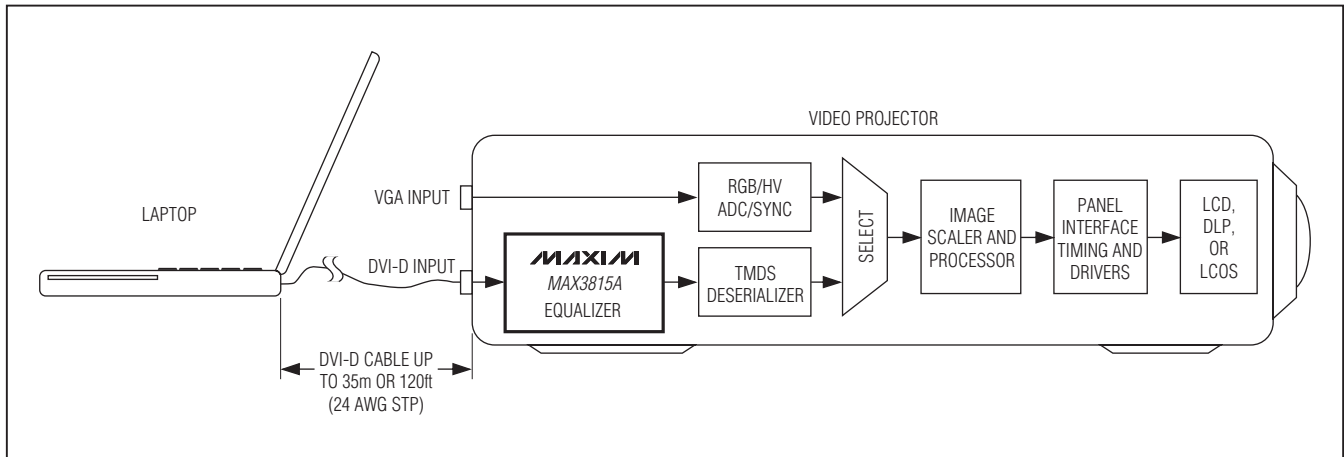 VIDEO PROJECTOR
LAPTOP
VGA INPUT
DVI-D INPUT
RGB/HV
ADC/SYNC
MAXIM
MAX3815A
EQUALIZER
TMDS
DESERIALIZER
SELECT
IMAGE
SCALER AND
PROCESSOR
PANEL
INTERFACE
TIMING AND
DRIVERS
LCD,
DLP,
OR
LCOS
DVI-D CABLE UP
TO 35m OR 120ft
(24 AWG STP)